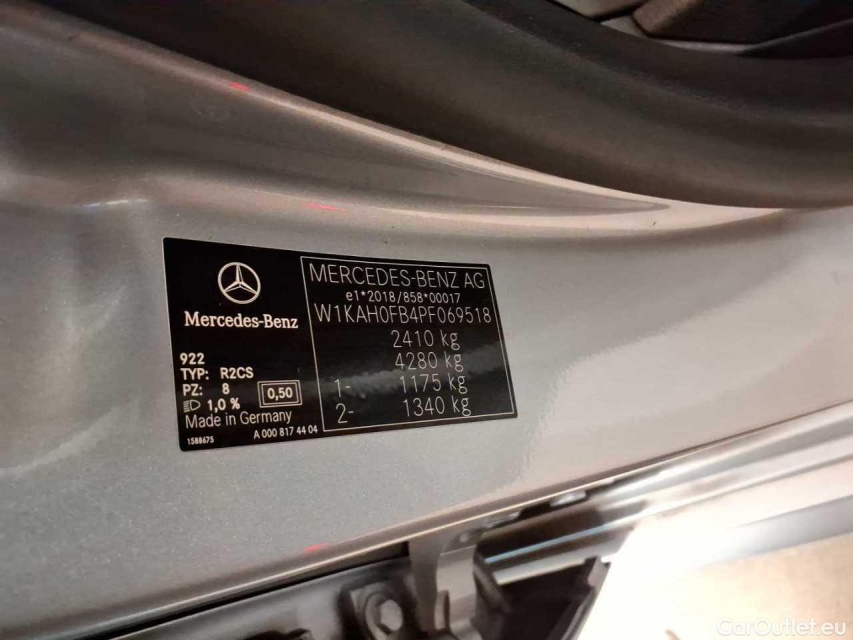 MERCEDES-BENZ AG
e1*2018/858*00017
W1KAH0FB4PF069518
2410 kg
4280 kg
1- 1175 kg
2- 1340 kg
Mercedes-Benz
922
TYP: R2CS
PZ: 8
1,0 % 0,50
Made in Germany
1588675 A 000 817 44 04
CarOutlet.eu